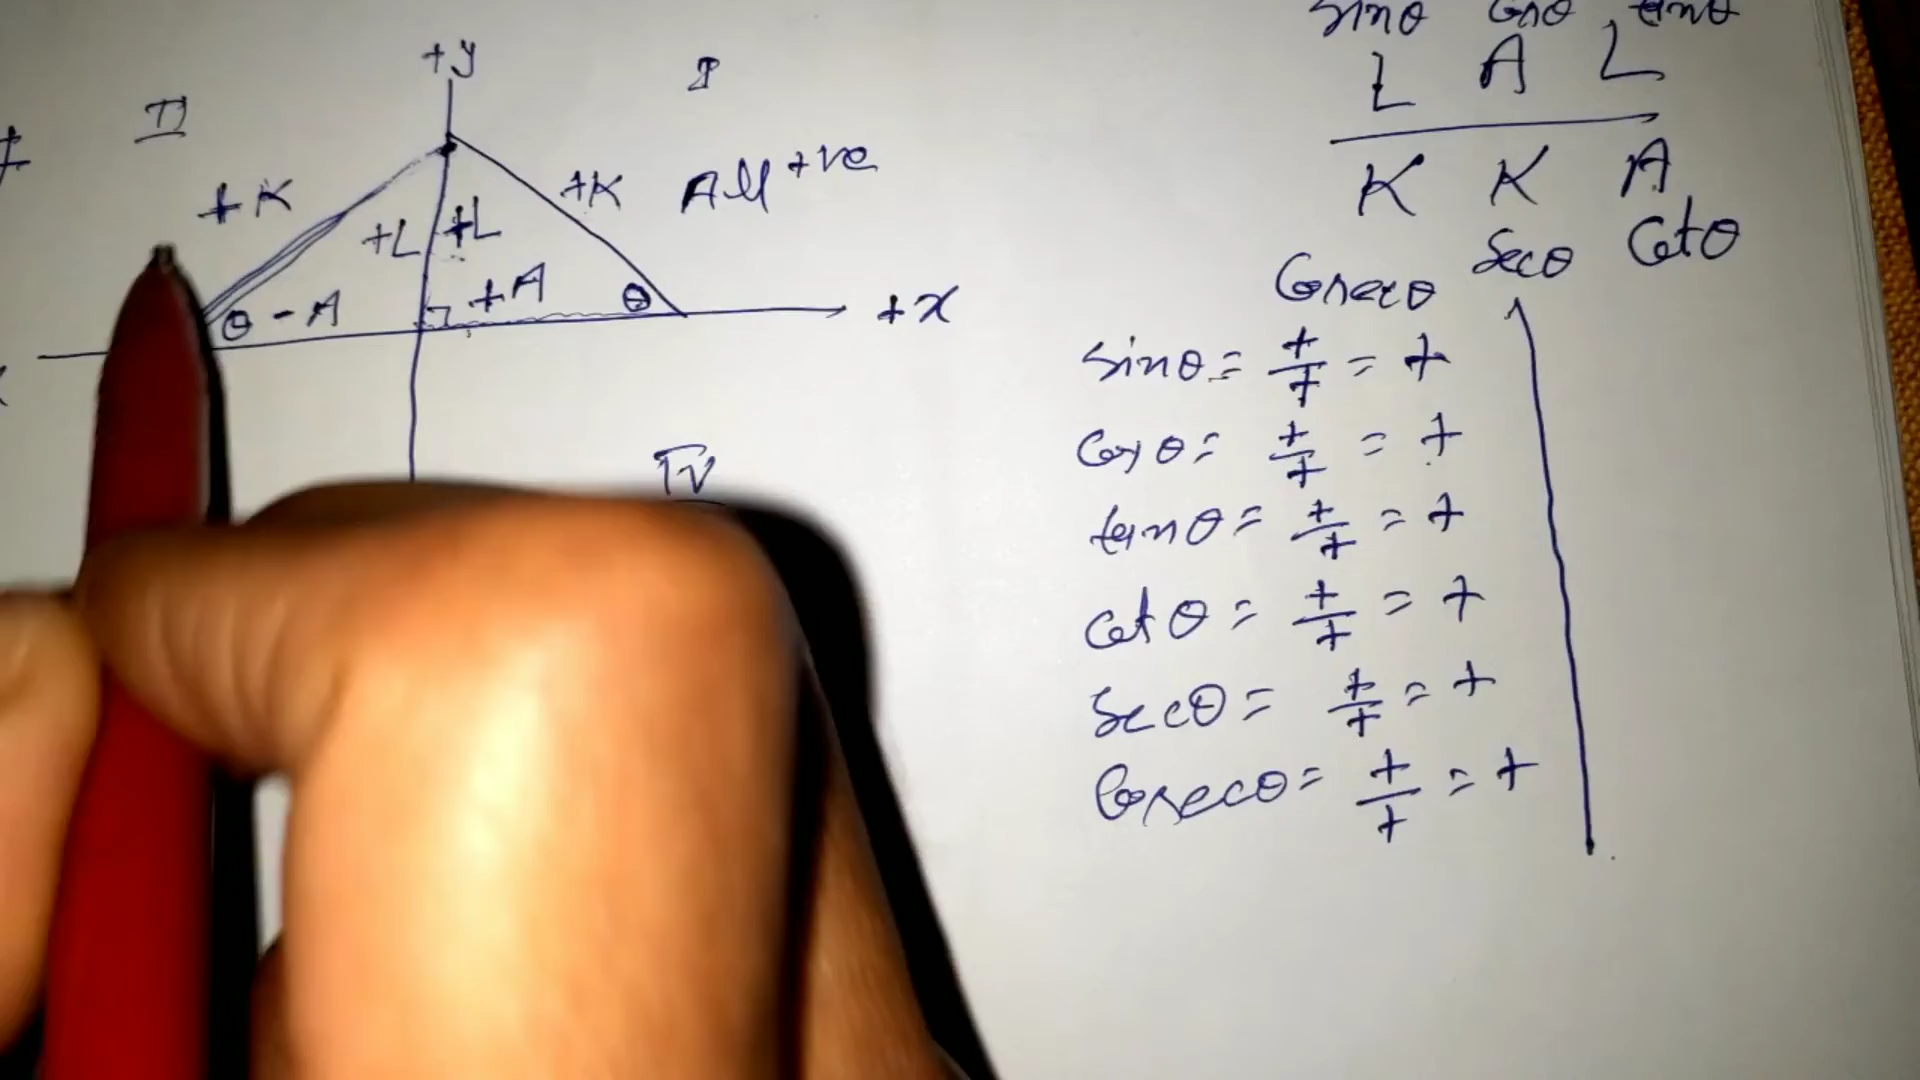 +y
I
II
All +ve
+K
+K
+L +L
θ - A
+A
θ
+x
IV
sinθ cosθ tanθ
L A L
K K A
Cosecθ Secθ Cotθ
Sinθ = +/+ = +
Cosθ = +/+ = +
tanθ = +/+ = +
Cotθ = +/+ = +
Secθ = +/+ = +
Cosecθ = +/+ = +